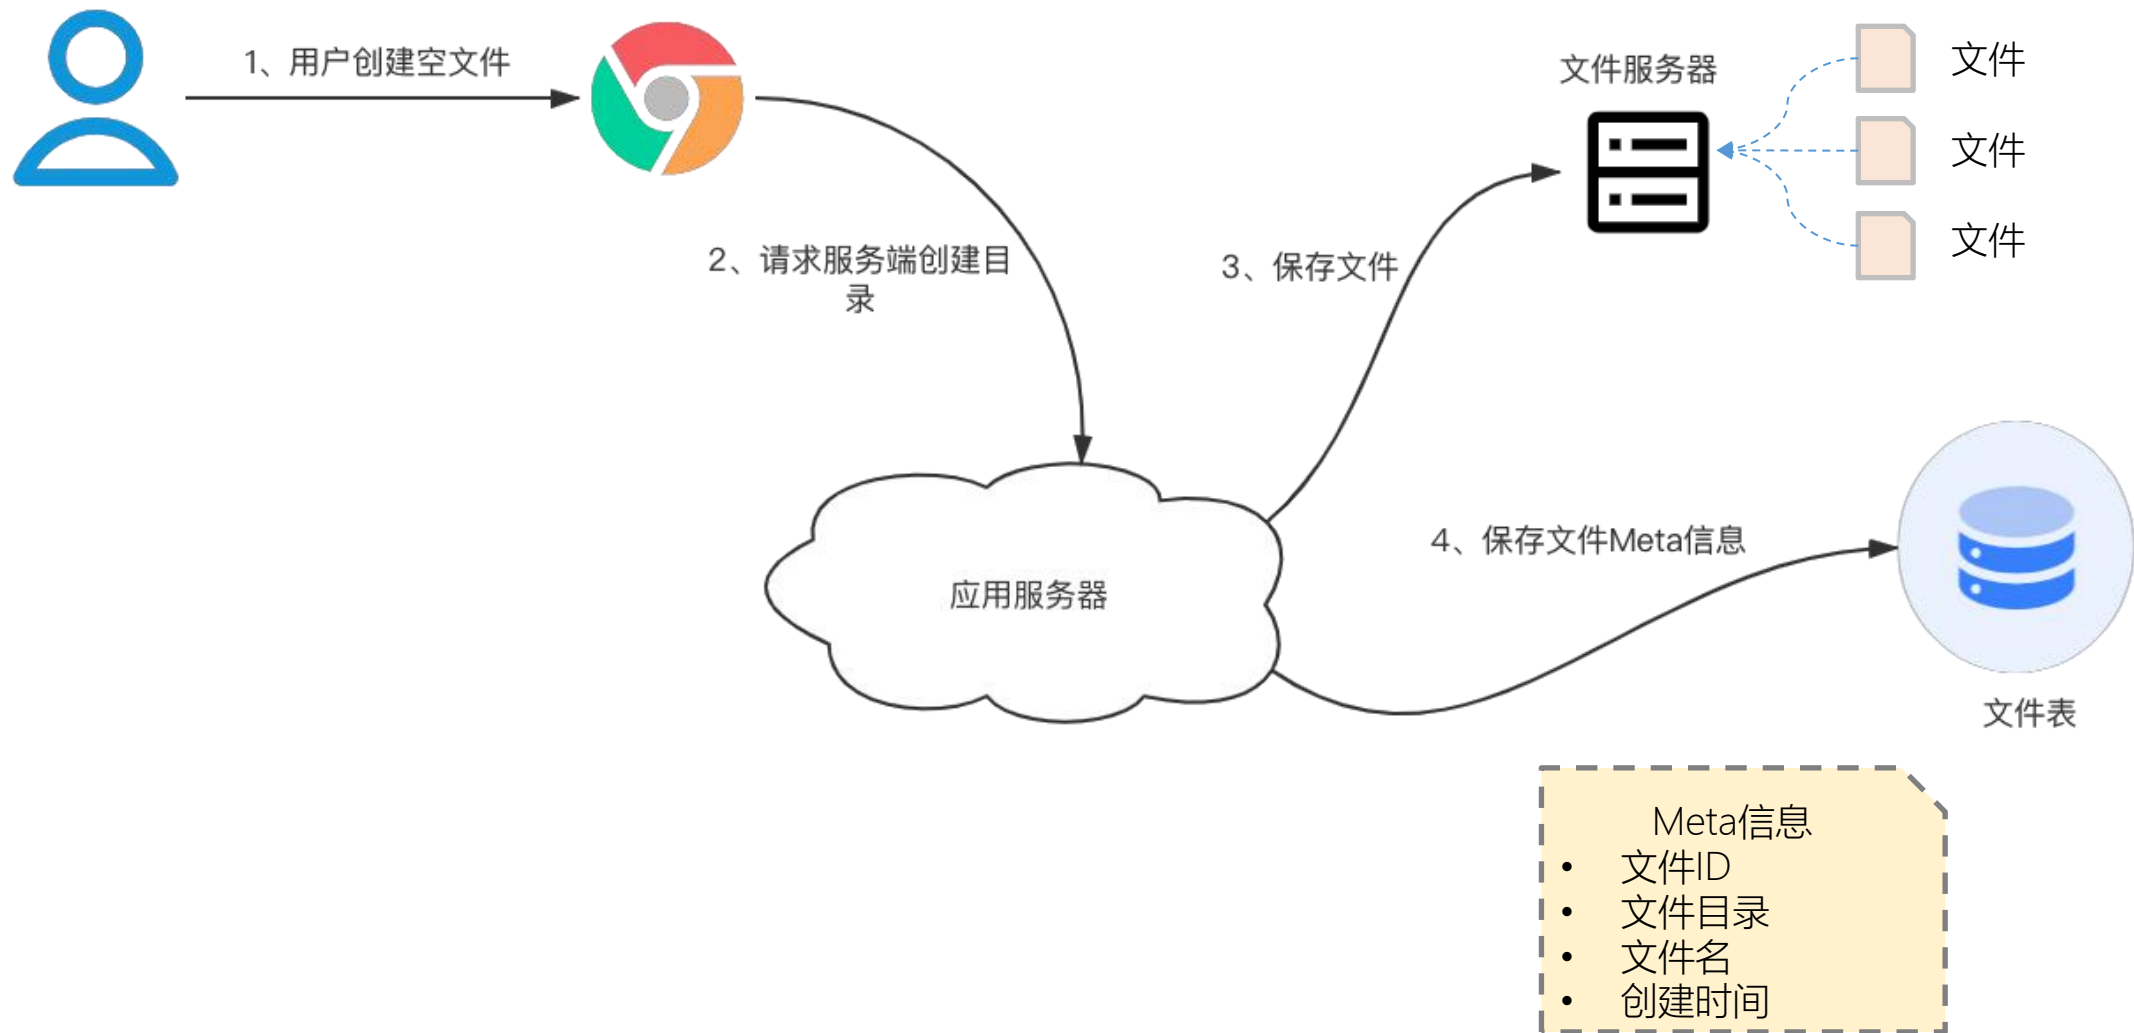 1、用户创建空文件
文件服务器
文件
文件
文件
2、请求服务端创建目
录
3、保存文件
4、保存文件Meta信息
应用服务器
文件表
Meta信息
• 文件ID
• 文件目录
• 文件名
• 创建时间